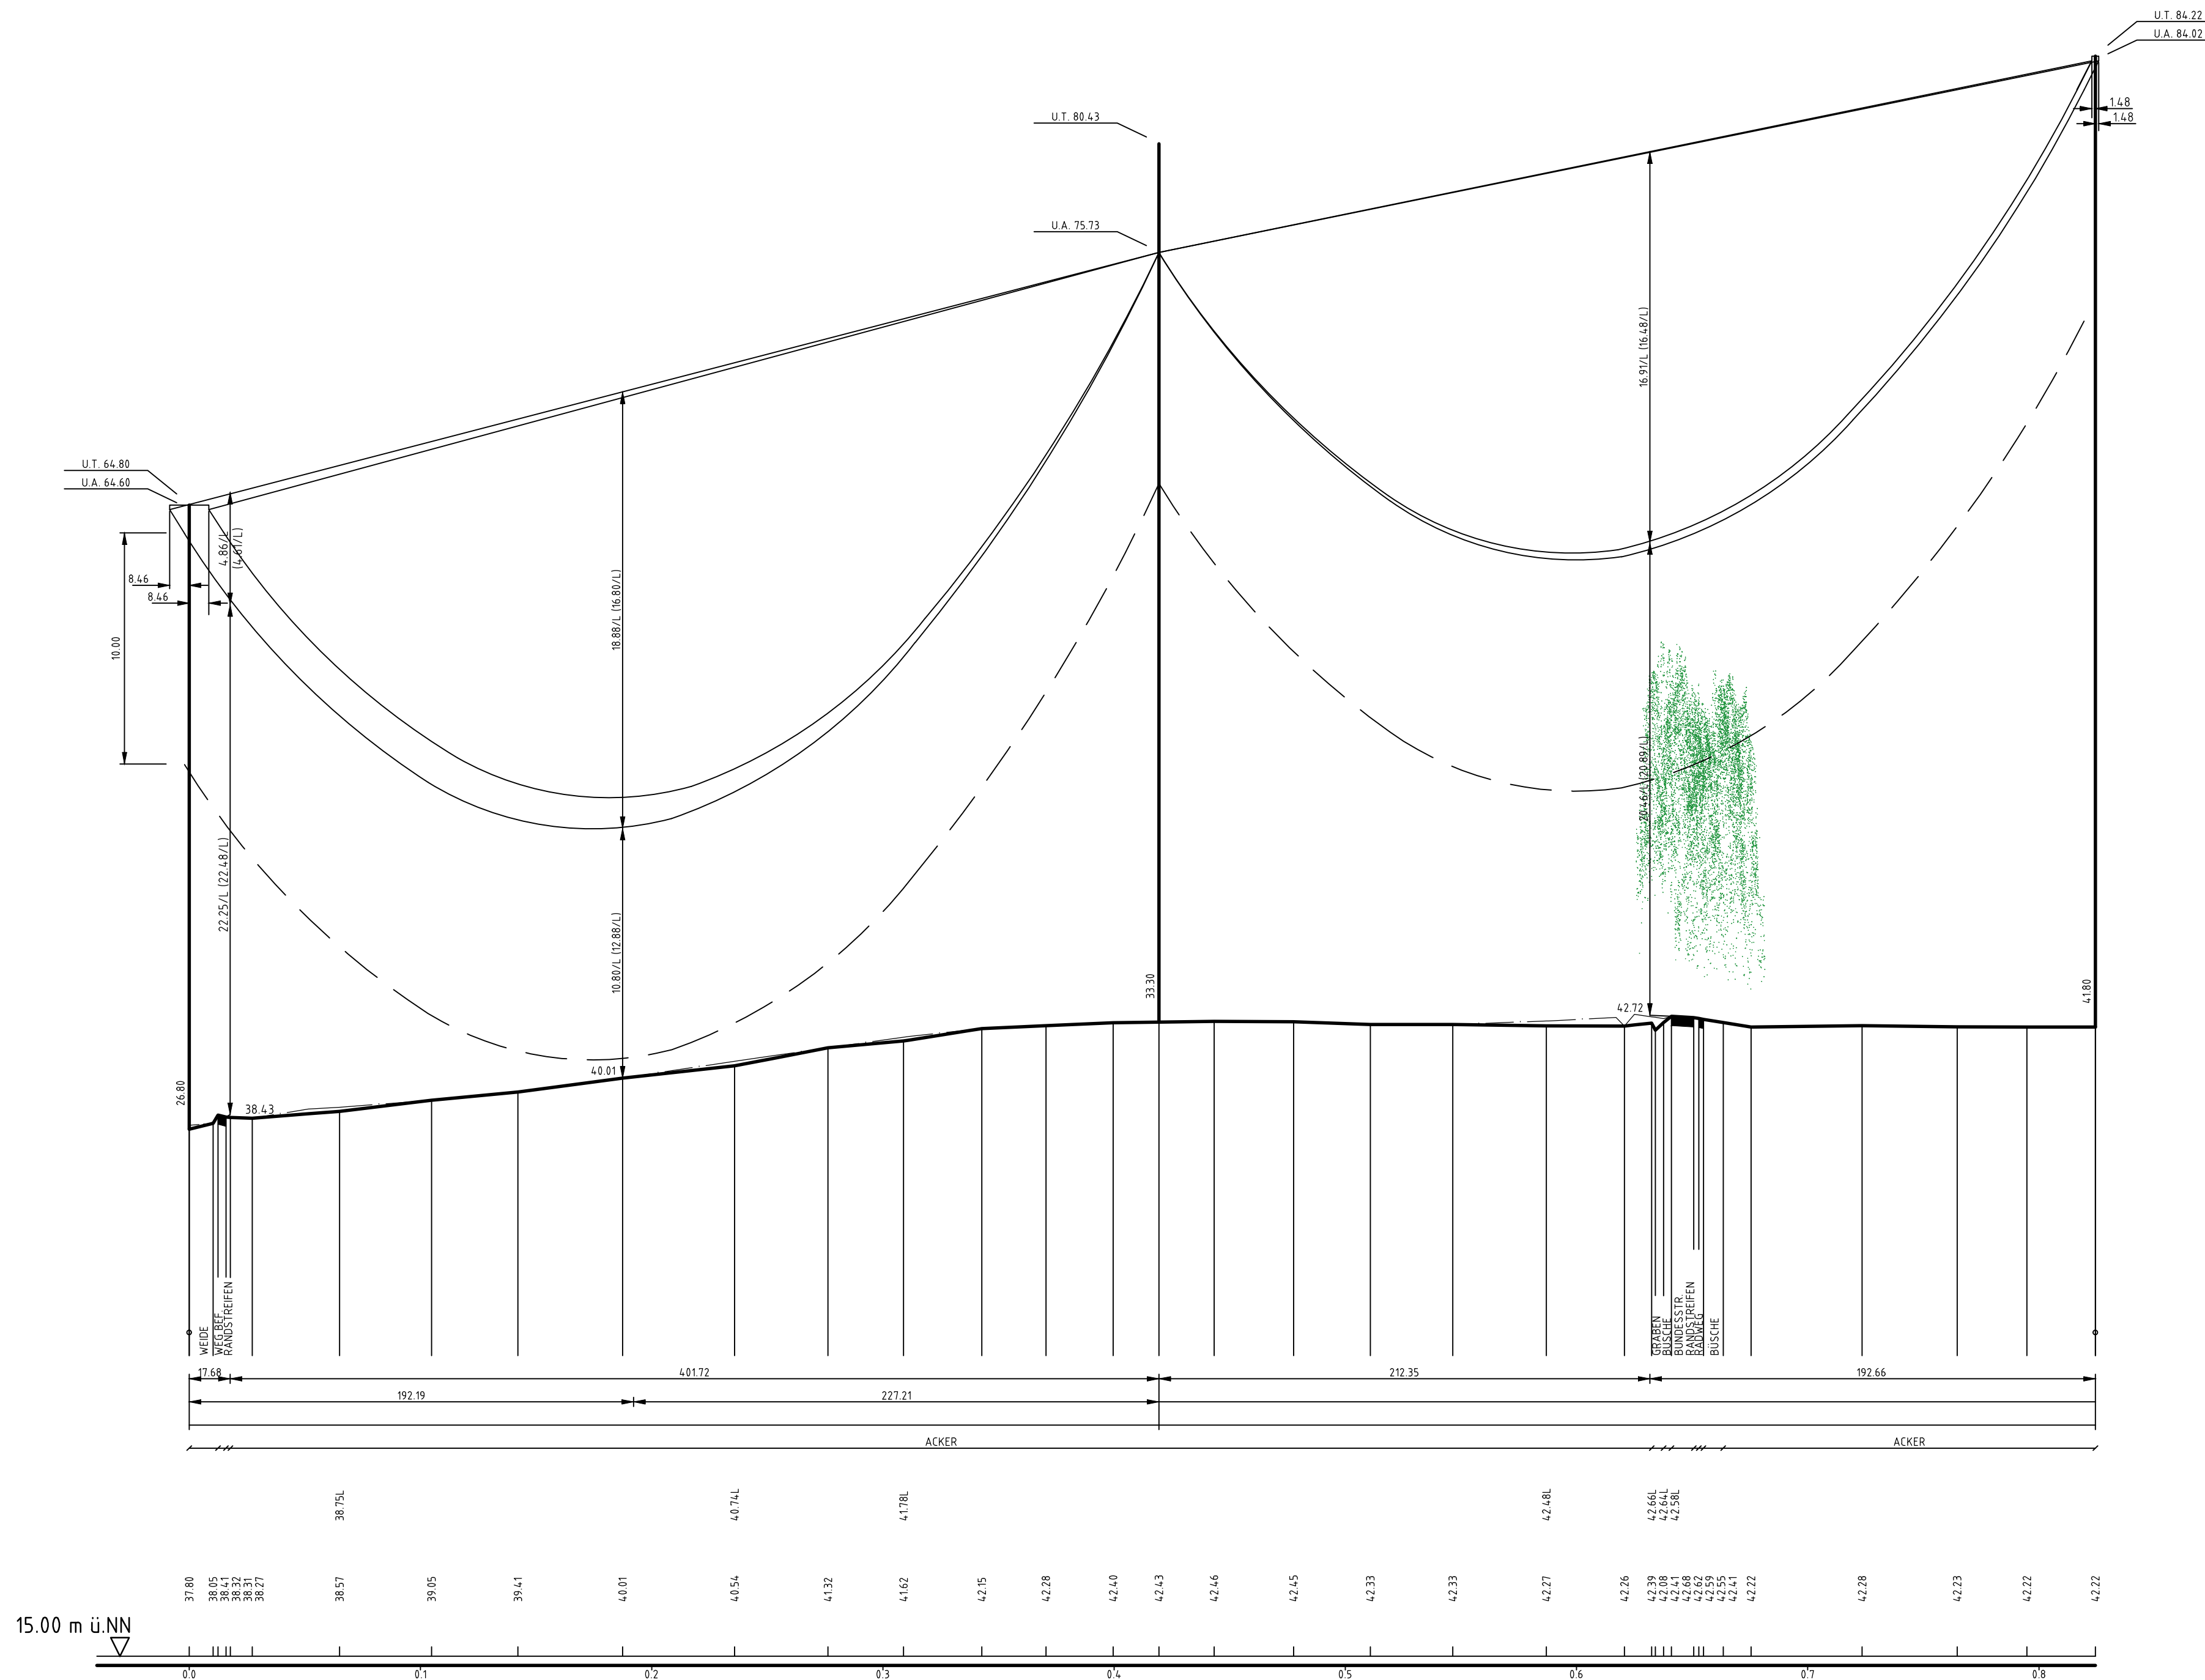 U.T. 84.22
U.A. 84.02
1.48
1.48
U.T. 80.43
U.A. 75.73
16.91/L (16.48/L)
U.T. 64.80
U.A. 64.60
4.86/L
(4.61/L)
8.46
8.46
10.00
18.88/L (16.80/L)
20.46/L (20.89/L)
22.25/L (22.48/L)
10.80/L (12.88/L)
33.30
41.80
42.72
40.01
26.80
38.43
WEIDE
WEG BEF.
RANDSTREIFEN
GRABEN
BÜSCHE
BUNDESSTR.
RANDSTREIFEN
RADWEG
BÜSCHE
17.68
401.72
212.35
192.66
192.19
227.21
ACKER
ACKER
38.75L
40.74L
41.78L
42.48L
42.66L
42.64L
42.58L
37.80
38.05
38.41
38.32
38.31
38.27
38.57
39.05
39.41
40.01
40.54
41.32
41.62
42.15
42.28
42.40
42.43
42.46
42.45
42.33
42.33
42.27
42.26
42.39
42.08
42.41
42.68
42.62
42.59
42.55
42.41
42.22
42.28
42.23
42.22
42.22
15.00 m ü.NN
0.0
0.1
0.2
0.3
0.4
0.5
0.6
0.7
0.8